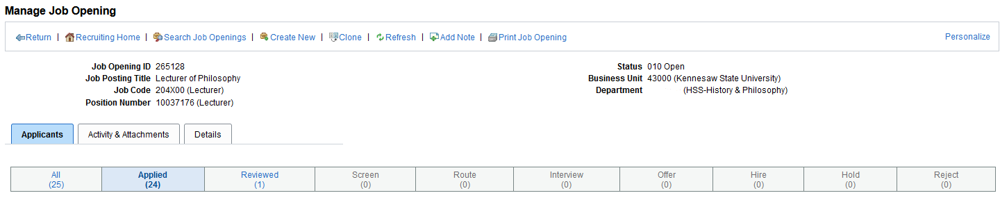 Manage Job Opening
Return | Recruiting Home | Search Job Openings | Create New | Clone | Refresh | Add Note | Print Job Opening Personalize
Job Opening ID 265128 Status 010 Open
Job Posting Title Lecturer of Philosophy Business Unit 43000 (Kennesaw State University)
Job Code 204X00 (Lecturer) Department (HSS-History & Philosophy)
Position Number 10037176 (Lecturer)
Applicants Activity & Attachments Details
All Applied Reviewed Screen Route Interview Offer Hire Hold Reject
(25) (24) (1) (0) (0) (0) (0) (0) (0) (0)